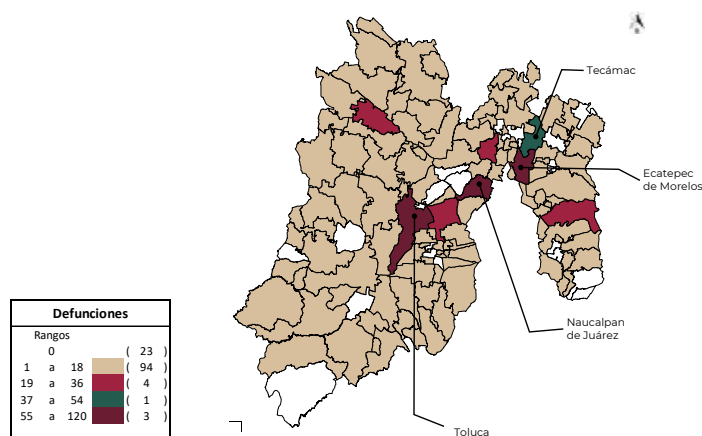 Tecámac
Ecatepec
de Morelos
Naucalpan
de Juárez
Toluca
Defunciones
Rangos
0 ( 23 )
1 a 18 ( 94 )
19 a 36 ( 4 )
37 a 54 ( 1 )
55 a 120 ( 3 )